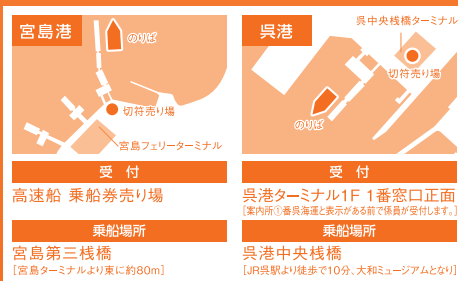 宮島港
のりば
切符売り場
宮島フェリーターミナル
受 付
高速船 乗船券売り場
乗船場所
宮島第三桟橋
[宮島ターミナルより東に約80m]
呉港
呉中央桟橋ターミナル
切符売り場
のりば
受 付
呉港ターミナル1F 1番窓口正面
[案内所①番呉海運と表示がある前で係員が受付します。]
乗船場所
呉港中央桟橋
[JR呉駅より徒歩で10分、大和ミュージアムとなり]